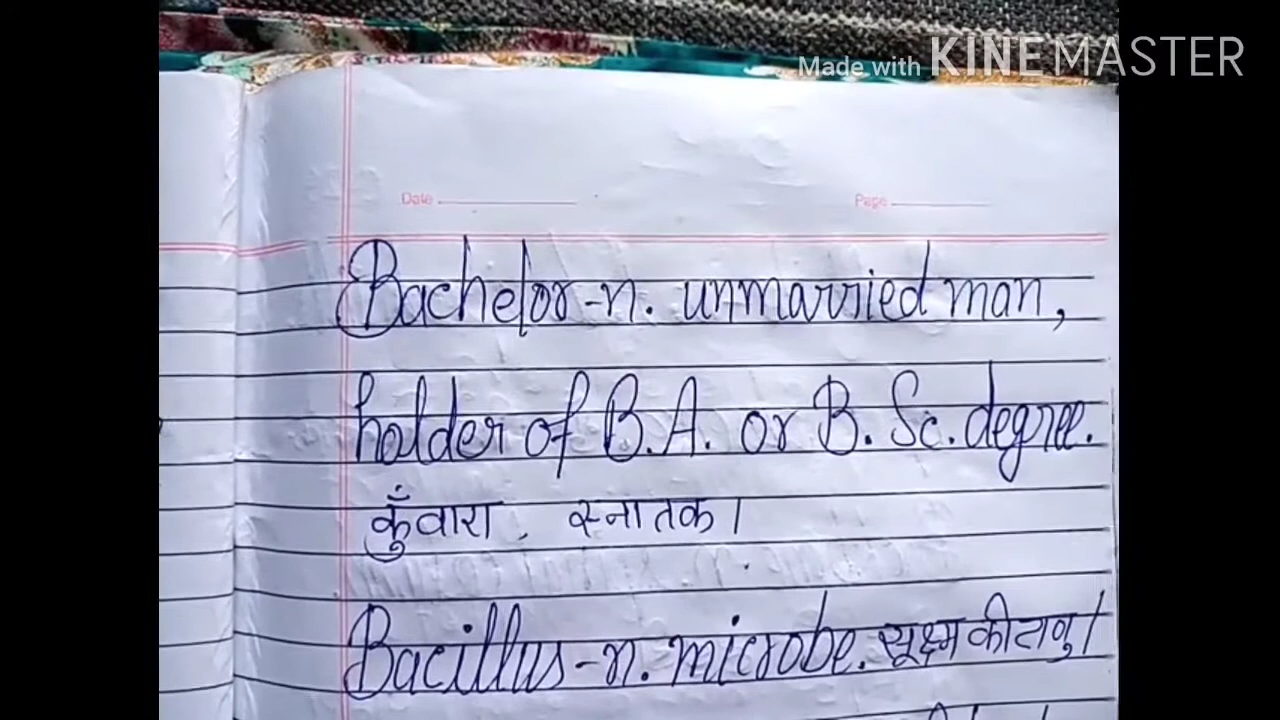 Made with KINEMASTER
Date
Page
Bachelor-n. unmarried man,
holder of B.A. or B.Sc. degree.
कुँवारा, स्नातक।
Bacillus-n. microbe. सूक्ष्म कीटानु।